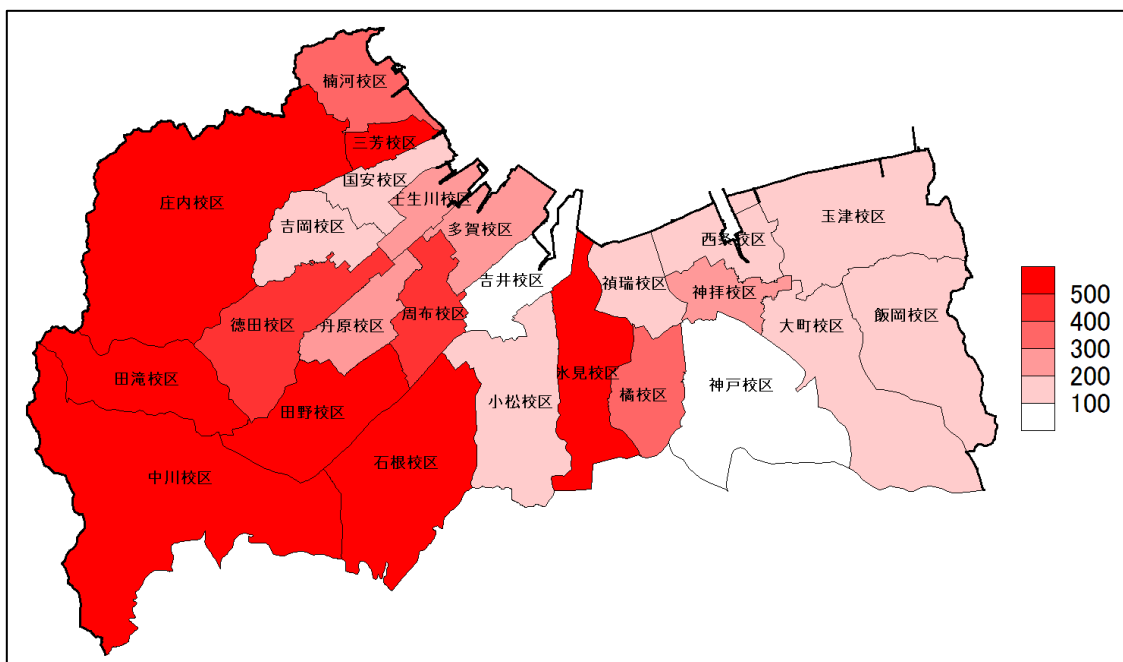 楠河校区
三芳校区
国安校区
庄内校区
壬生川校区
吉岡校区
多賀校区
玉津校区
西条校区
吉井校区
禎瑞校区
神拝校区
周布校区
徳田校区
丹原校区
大町校区
飯岡校区
田滝校区
氷見校区
神戸校区
橘校区
小松校区
田野校区
石根校区
中川校区
500
400
300
200
100